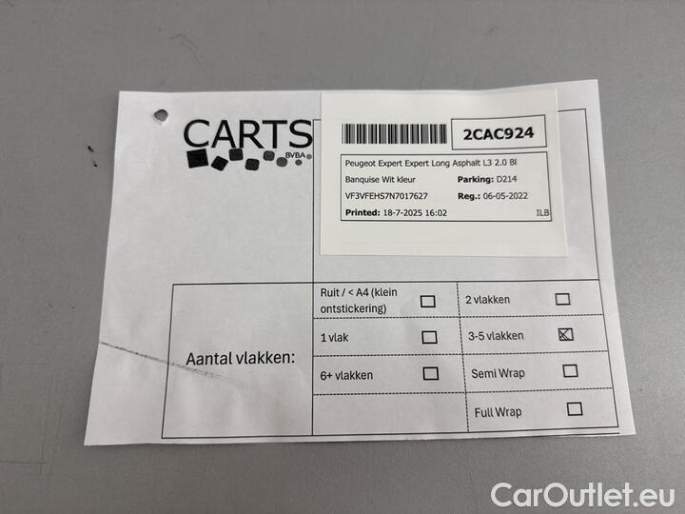 CARTS
BVBA
2CAC924
Peugeot Expert Expert Long Asphalt L3 2.0 Bl
Banquise Wit kleur Parking: D214
VF3VFEHS7N7017627 Reg.: 06-05-2022
Printed: 18-7-2025 16:02 ILB
Aantal vlakken:
Ruit / < A4 (klein
ontstickering)
2 vlakken
1 vlak
3-5 vlakken
6+ vlakken
Semi Wrap
Full Wrap
CarOutlet.eu